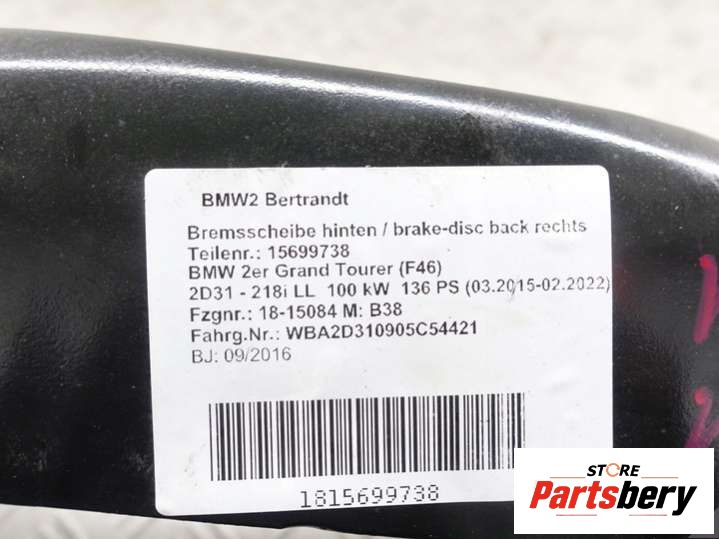 BMW2 Bertrandt
Bremsscheibe hinten / brake-disc back rechts
Teilenr.: 15699738
BMW 2er Grand Tourer (F46)
2D31 - 218i LL 100 kW 136 PS (03.2015-02.2022)
Fzgnr.: 18-15084 M: B38
Fahrg.Nr.: WBA2D310905C54421
BJ: 09/2016
1815699738
STORE
Partsbery